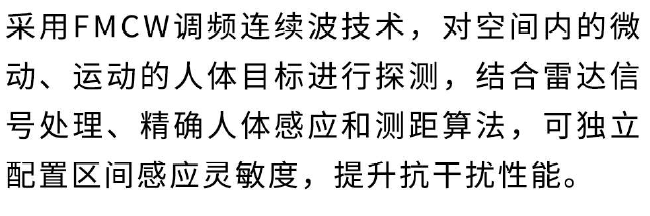 采用FMCW调频连续波技术，对空间内的微
动、运动的人体目标进行探测，结合雷达信
号处理、精确人体感应和测距算法，可独立
配置区间感应灵敏度，提升抗干扰性能。